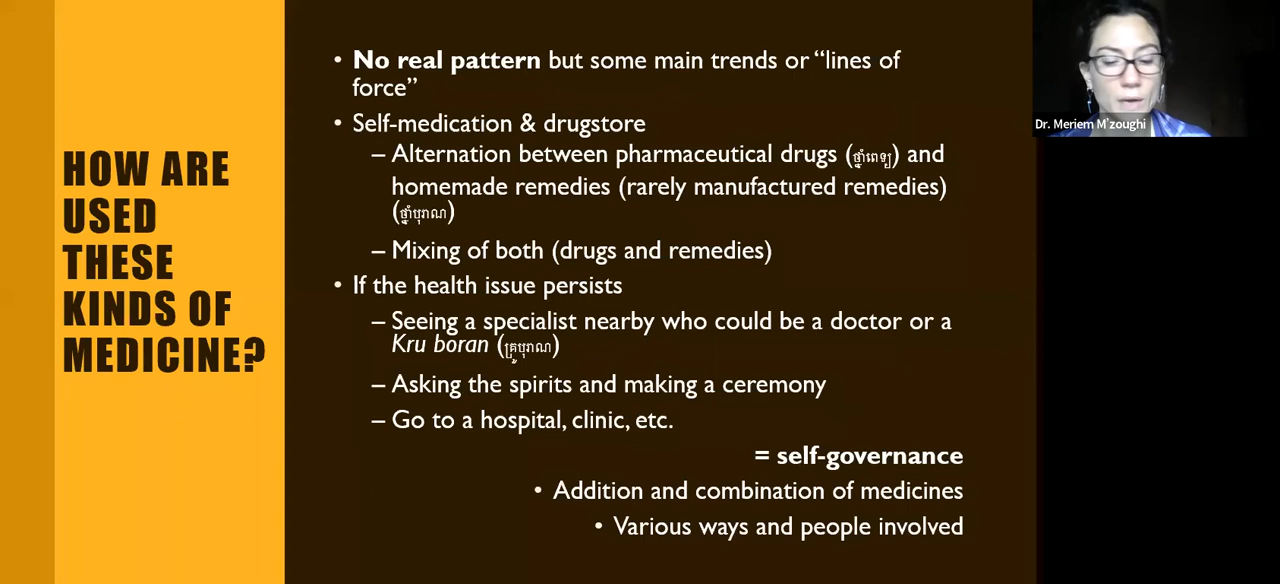 HOW ARE
USED
THESE
KINDS OF
MEDICINE?
• No real pattern but some main trends or “lines of
force”
• Self-medication & drugstore
– Alternation between pharmaceutical drugs (ថ្នាំពេទ្យ) and
homemade remedies (rarely manufactured remedies)
(ថ្នាំបុរាណ)
– Mixing of both (drugs and remedies)
• If the health issue persists
– Seeing a specialist nearby who could be a doctor or a
Kru boran (គ្រូបុរាណ)
– Asking the spirits and making a ceremony
– Go to a hospital, clinic, etc.
= self-governance
• Addition and combination of medicines
• Various ways and people involved
Dr. Meriem M'zoughi